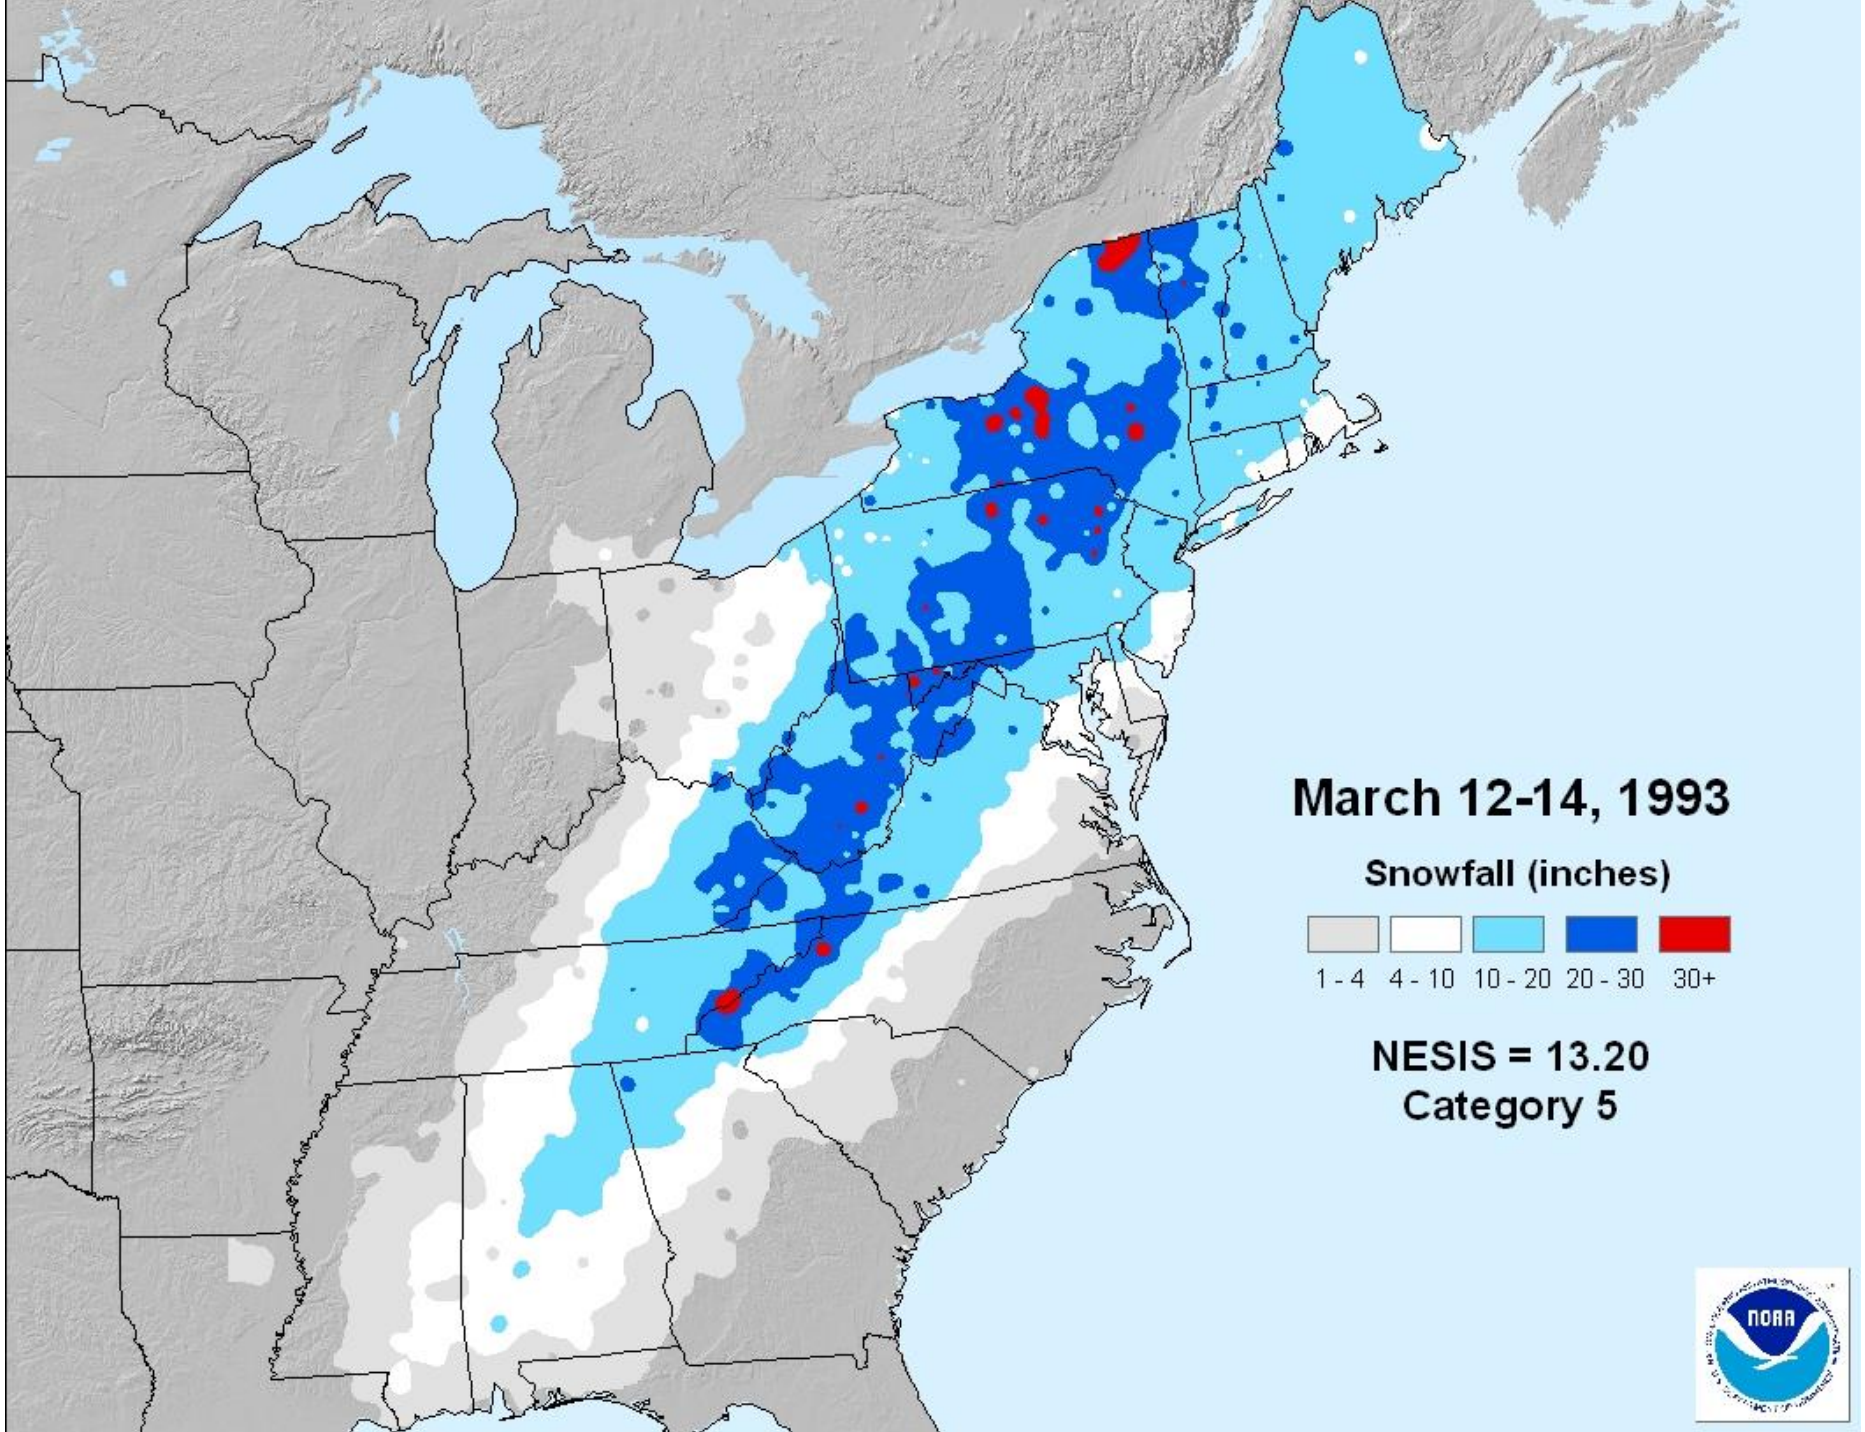 March 12-14, 1993
Snowfall (inches)
1 - 4 4 - 10 10 - 20 20 - 30 30+
NESIS = 13.20
Category 5
NOAA